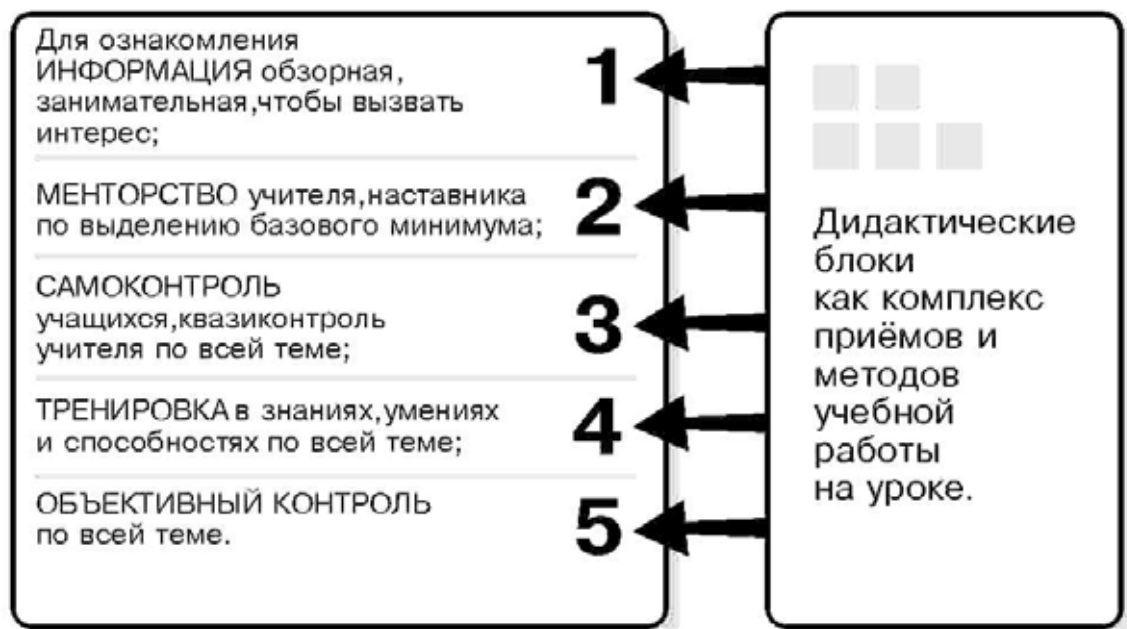 Для ознакомления
ИНФОРМАЦИЯ обзорная,
занимательная,чтобы вызвать
интерес;
1
МЕНТОРСТВО учителя,наставника
по выделению базового минимума;
2
САМОКОНТРОЛЬ
учащихся,квазиконтроль
учителя по всей теме;
3
ТРЕНИРОВКА в знаниях,умениях
и способностях по всей теме;
4
ОБЪЕКТИВНЫЙ КОНТРОЛЬ
по всей теме.
5
Дидактические
блоки
как комплекс
приёмов и
методов
учебной
работы
на уроке.